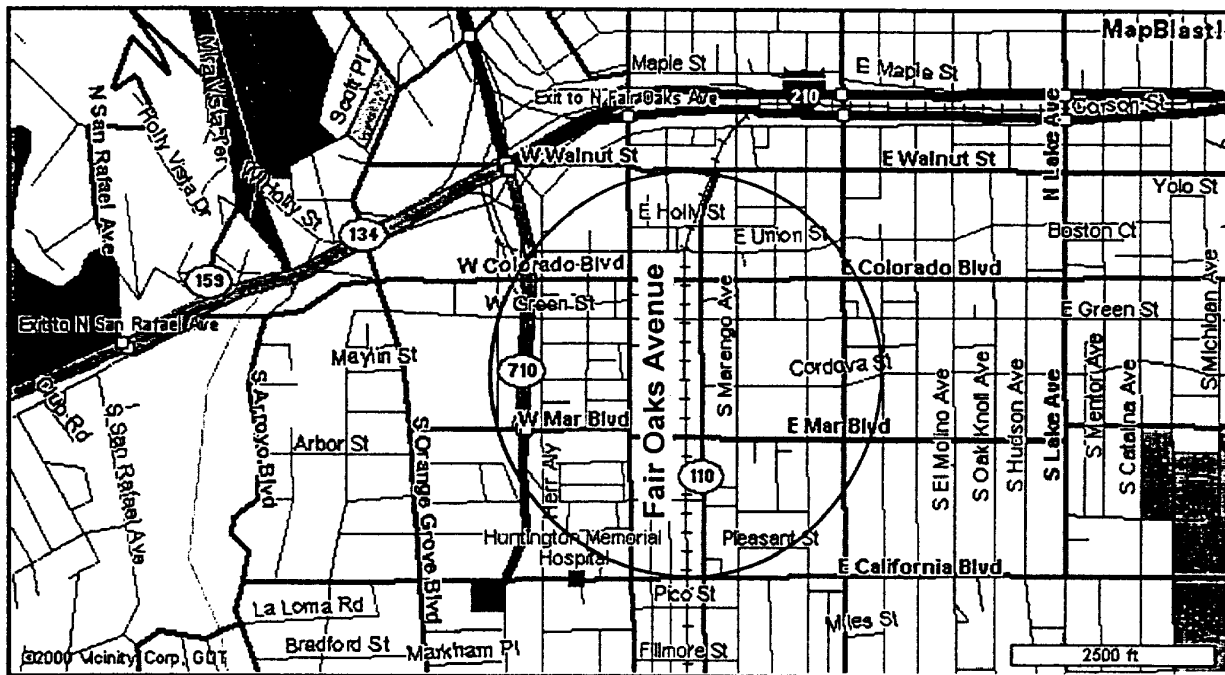 MapBlast!
Maple St
E Maple St
Mira Vista Ter
Scott Pl
Exit to N Fair Oaks Ave
210
Corson St
N San Rafael Ave
Holly Vista Dr
W Holly St
W Walnut St
E Walnut St
N Lake Ave
Yolo St
134
E Holly St
E Union St
Boston Ct
159
W Colorado Blvd
E Colorado Blvd
W Green St
E Green St
Exit to N San Rafael Ave
Fair Oaks Avenue
S Marengo Ave
S Michigan Ave
Maylin St
710
Cordova St
Club Rd
S San Rafael Ave
S Arroyo Blvd
S Orange Grove Blvd
W Mar Blvd
E Mar Blvd
Arbor St
Herr Aly
110
S El Molino Ave
S Oak Knoll Ave
S Hudson Ave
S Lake Ave
S Mentor Ave
S Catalina Ave
Huntington Memorial
Hospital
Pleasant St
E California Blvd
La Loma Rd
Pico St
Bradford St
Markham Pl
Fillmore St
Miles St
©2000 Vicinity Corp, GDT
2500 ft